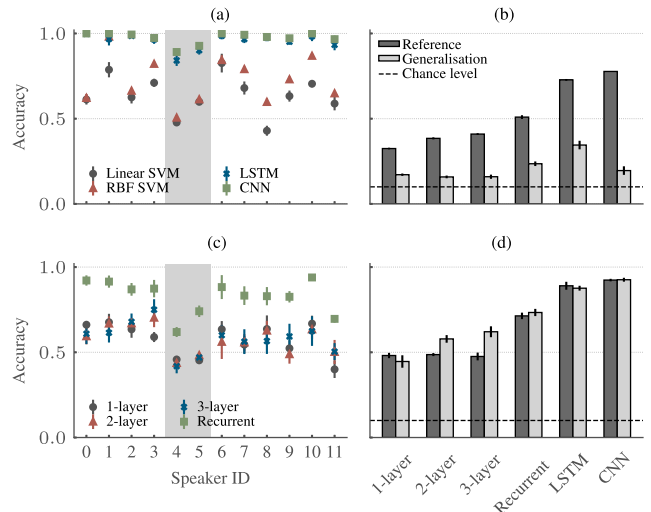 (a)
1.0
0.5
0.0
Accuracy
Linear SVM
RBF SVM
LSTM
CNN
(b)
Reference
Generalisation
Chance level
(c)
1.0
0.5
0.0
Accuracy
1-layer
2-layer
3-layer
Recurrent
0 1 2 3 4 5 6 7 8 9 10 11
Speaker ID
(d)
1-layer
2-layer
3-layer
Recurrent
LSTM
CNN